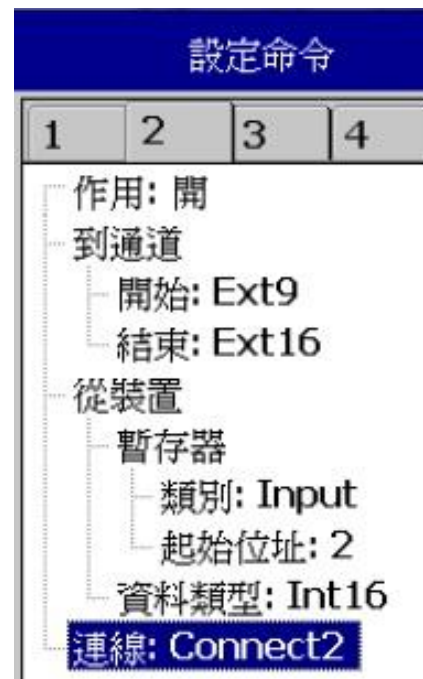 設定命令
1 2 3 4
作用: 開
到通道
開始: Ext9
結束: Ext16
從裝置
暫存器
類別: Input
起始位址: 2
資料類型: Int16
連線: Connect2